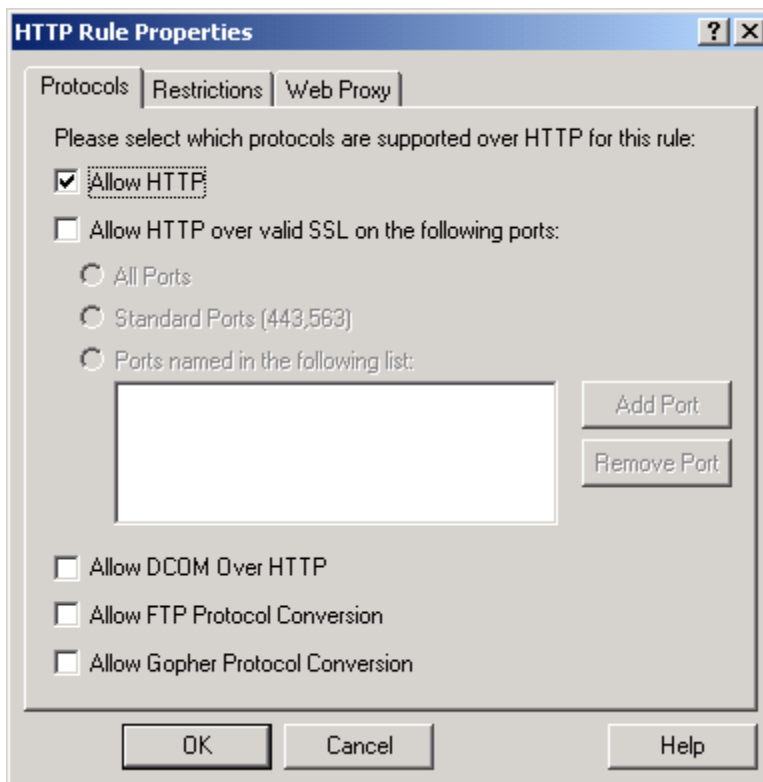 HTTP Rule Properties
Protocols Restrictions Web Proxy
Please select which protocols are supported over HTTP for this rule:
Allow HTTP
Allow HTTP over valid SSL on the following ports:
All Ports
Standard Ports (443,563)
Ports named in the following list:
Add Port
Remove Port
Allow DCOM Over HTTP
Allow FTP Protocol Conversion
Allow Gopher Protocol Conversion
OK Cancel Help